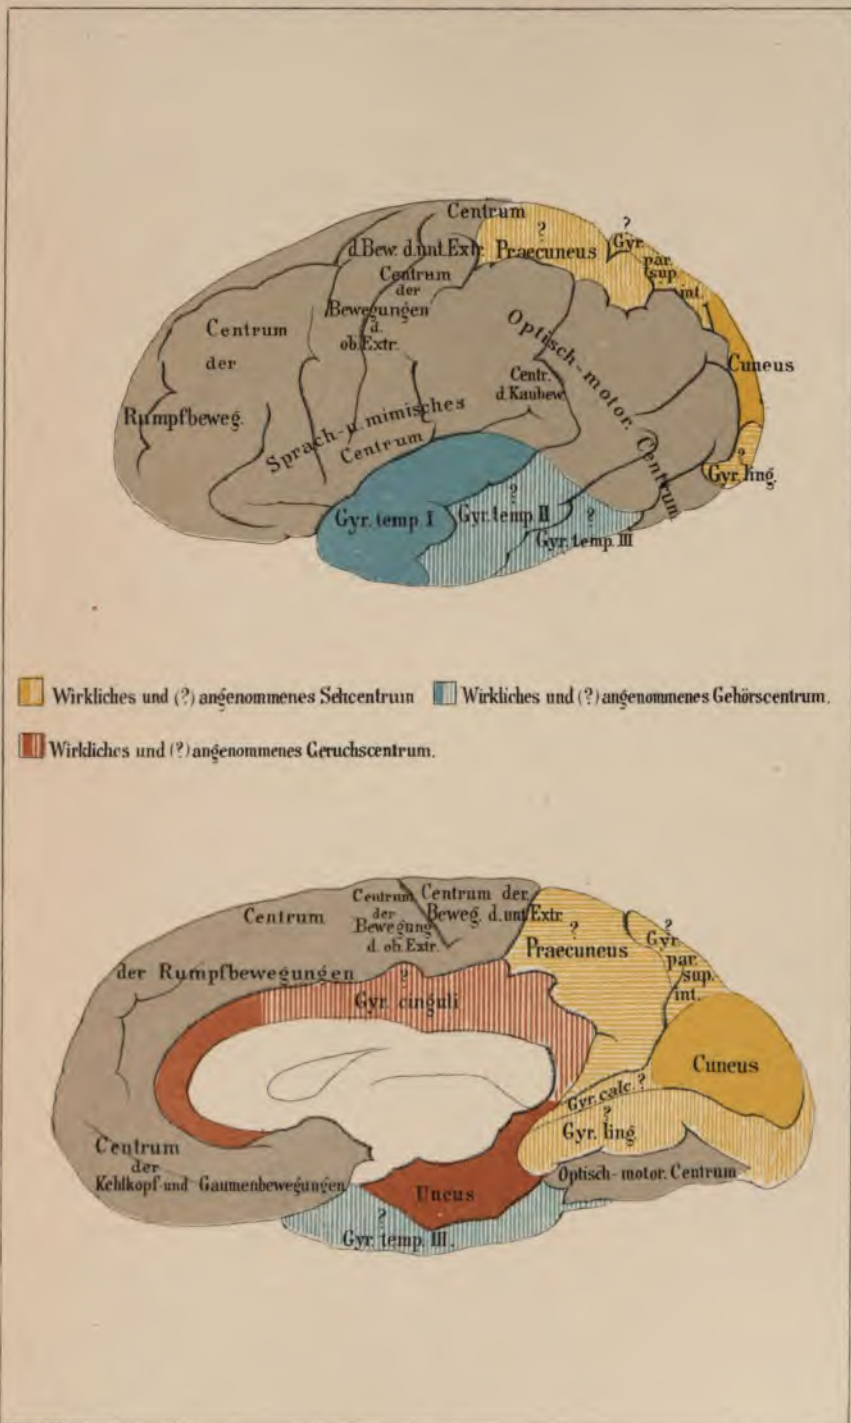 Centrum
d. Bew. d. unt. Extr.
?
Praecuneus
?
Gyr.
par.
sup.
int.
Centrum
der
Bewegungen
d.
ob. Extr.
Centrum
der
Rumpfbeweg.
Optisch-motor. Centrum
Centr.
d. Kaubew.
Cuneus
Sprach- u. mimisches
Centrum
?
Gyr. ling.
Gyr. temp. I
?
Gyr. temp. II
?
Gyr. temp. III
Wirkliches und (?) angenommenes Sehcentrum
Wirkliches und (?) angenommenes Gehörscentrum.
Wirkliches und (?) angenommenes Geruchscentrum.
Centrum
der Rumpfbewegungen
Centrum
der
Bewegung
d. ob. Extr.
Centrum der
Beweg. d. unt. Extr.
?
Praecuneus
?
Gyr.
par.
sup.
int.
?
Gyr. cinguli
Cuneus
Gyr. calc. ?
?
Gyr. ling.
Centrum
der
Kehlkopf- und Gaumenbewegungen
Optisch-motor. Centrum
Uncus
?
Gyr. temp. III.